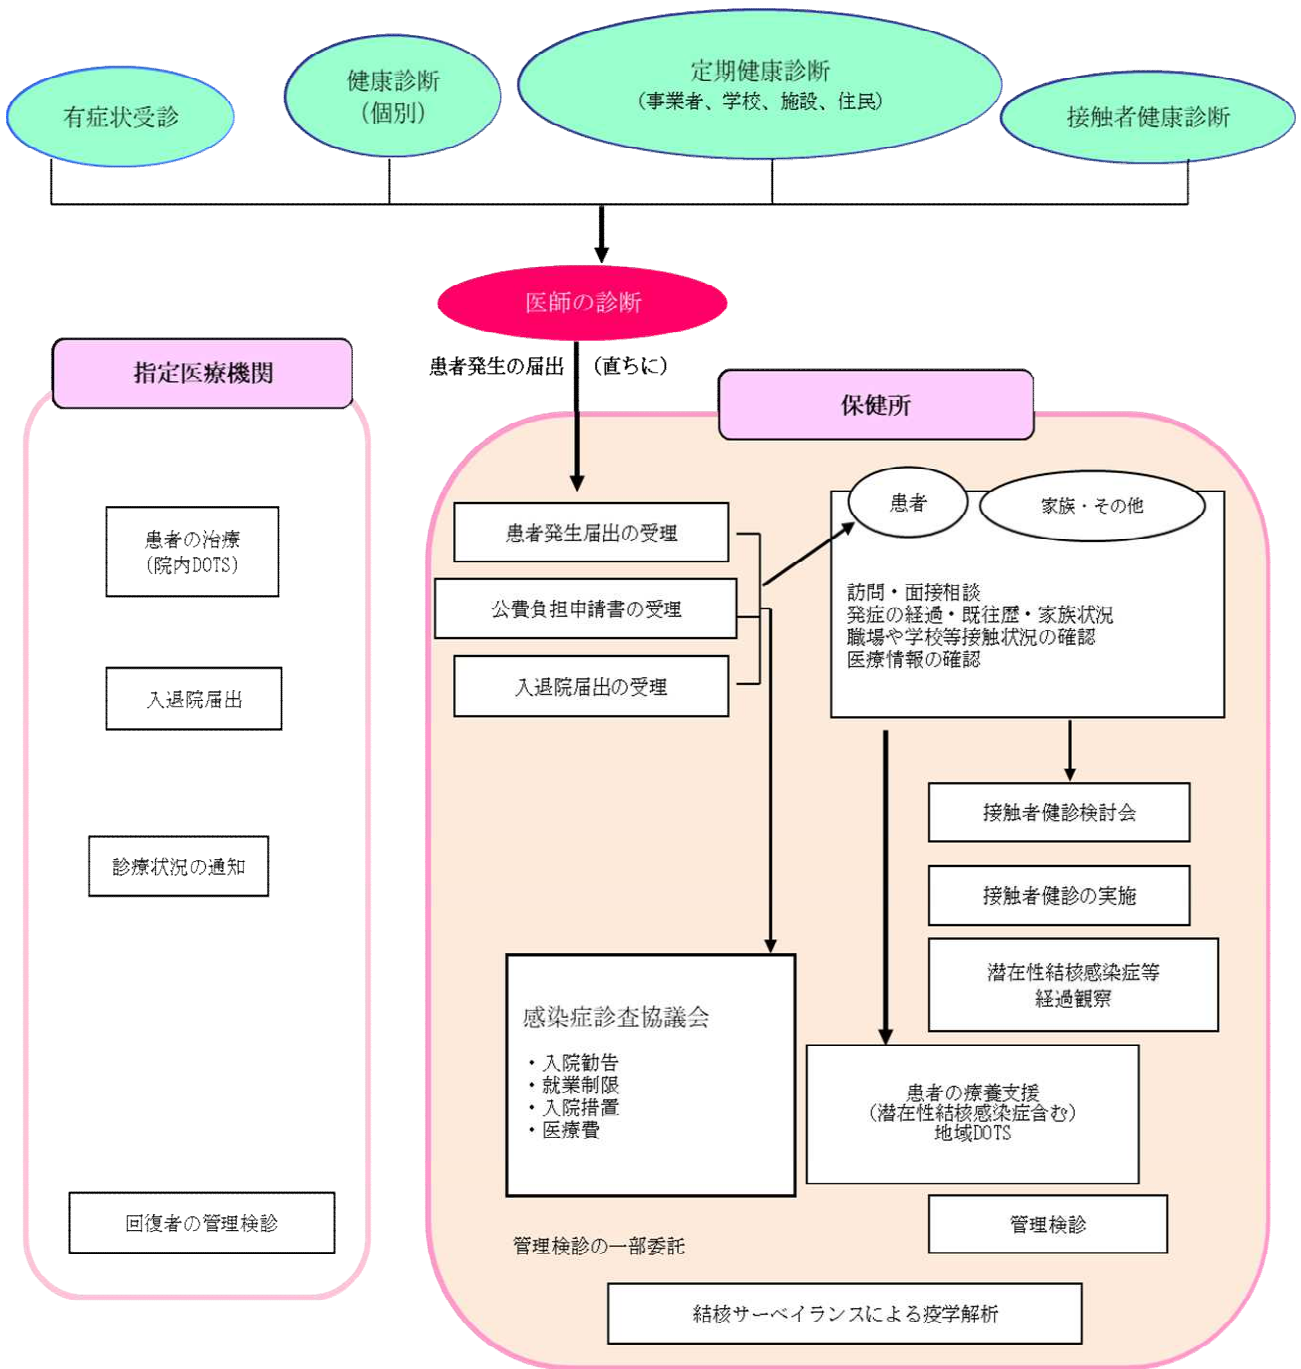 有症状受診
健康診断
（個別）
定期健康診断
（事業者、学校、施設、住民）
接触者健康診断
医師の診断
患者発生の届出　（直ちに）
指定医療機関
患者の治療
（院内DOTS）
入退院届出
診療状況の通知
回復者の管理検診
保健所
患者発生届出の受理
公費負担申請書の受理
入退院届出の受理
患者
家族・その他
訪問・面接相談
発症の経過・既往歴・家族状況
職場や学校等接触状況の確認
医療情報の確認
接触者健診検討会
接触者健診の実施
潜在性結核感染症等
経過観察
感染症診査協議会
・入院勧告
・就業制限
・入院措置
・医療費
患者の療養支援
（潜在性結核感染症含む）
地域DOTS
管理検診
管理検診の一部委託
結核サーベイランスによる疫学解析